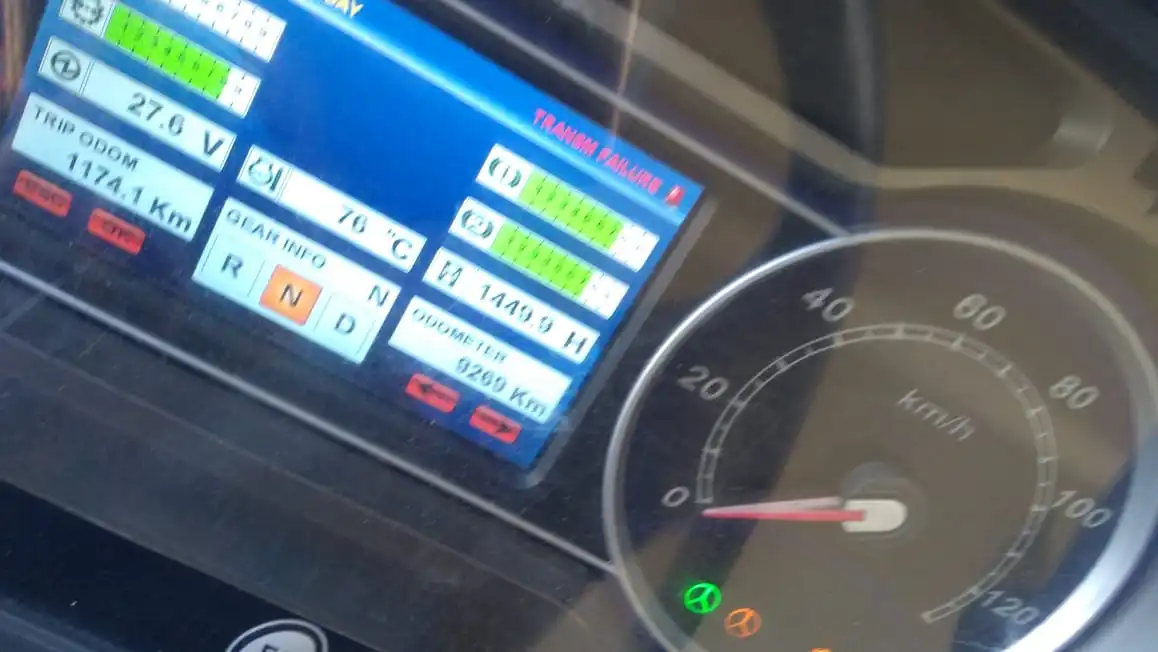 TRANSM FAILURE
27.6 V
TRIP ODOM
1174.1 Km
76 °C
GEAR INFO
N
R N D
1449.9 H
ODOMETER
9269 Km
0
20
40
60
80
100
120
km/h